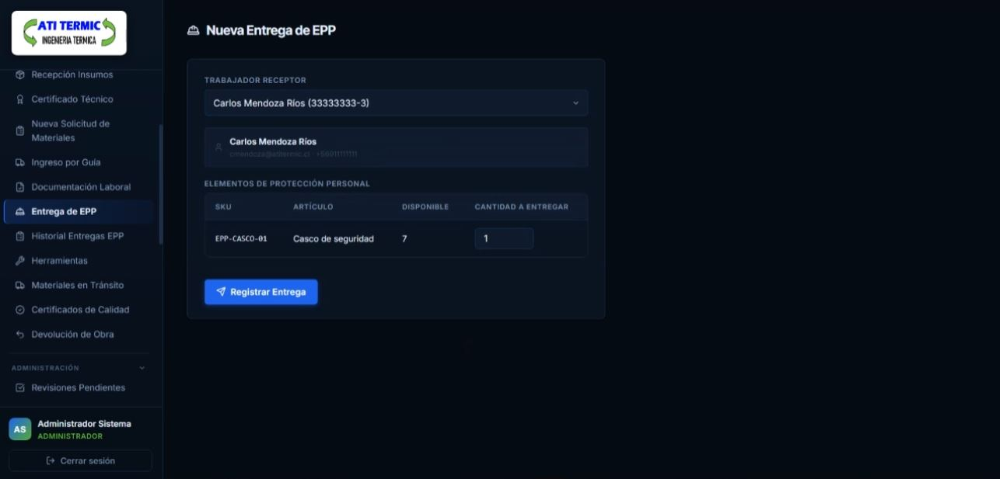 ATI TERMIC
INGENIERIA TERMICA
Recepción Insumos
Certificado Técnico
Nueva Solicitud de
Materiales
Ingreso por Guía
Documentación Laboral
Entrega de EPP
Historial Entregas EPP
Herramientas
Materiales en Tránsito
Certificados de Calidad
Devolución de Obra
ADMINISTRACIÓN
Revisiones Pendientes
AS
Administrador Sistema
ADMINISTRADOR
Cerrar sesión
Nueva Entrega de EPP
TRABAJADOR RECEPTOR
Carlos Mendoza Ríos (33333333-3)
Carlos Mendoza Ríos
cmendoza@atitermic.cl · +56911111111
ELEMENTOS DE PROTECCIÓN PERSONAL
SKU ARTÍCULO DISPONIBLE CANTIDAD A ENTREGAR
EPP-CASCO-01 Casco de seguridad 7 1
Registrar Entrega